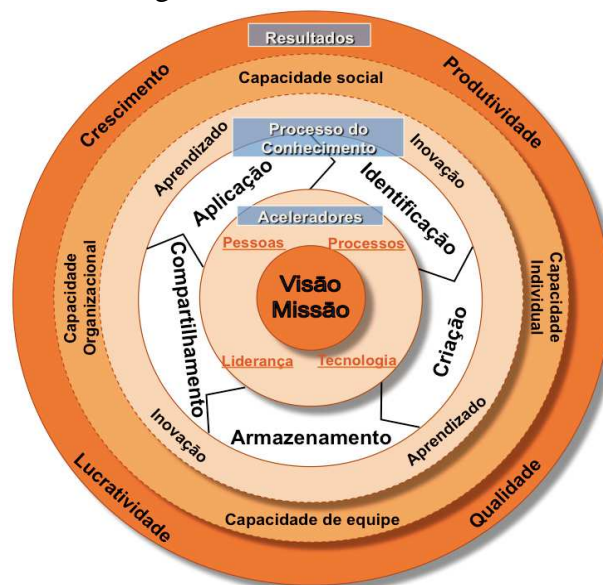 Resultados
Crescimento
Produtividade
Capacidade social
Processo do
Conhecimento
Aprendizado
Inovação
Aplicação
Identificação
Aceleradores
Pessoas
Processos
Visão
Missão
Capacidade
Organizacional
Capacidade
Individual
Compartilhamento
Criação
Liderança
Tecnologia
Armazenamento
Inovação
Aprendizado
Capacidade de equipe
Lucratividade
Qualidade